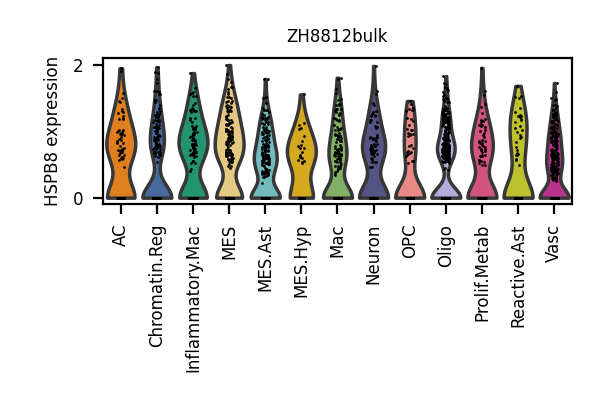 ZH8812bulk
HSPB8 expression
2
0
AC
Chromatin.Reg
Inflammatory.Mac
MES
MES.Ast
MES.Hyp
Mac
Neuron
OPC
Oligo
Prolif.Metab
Reactive.Ast
Vasc